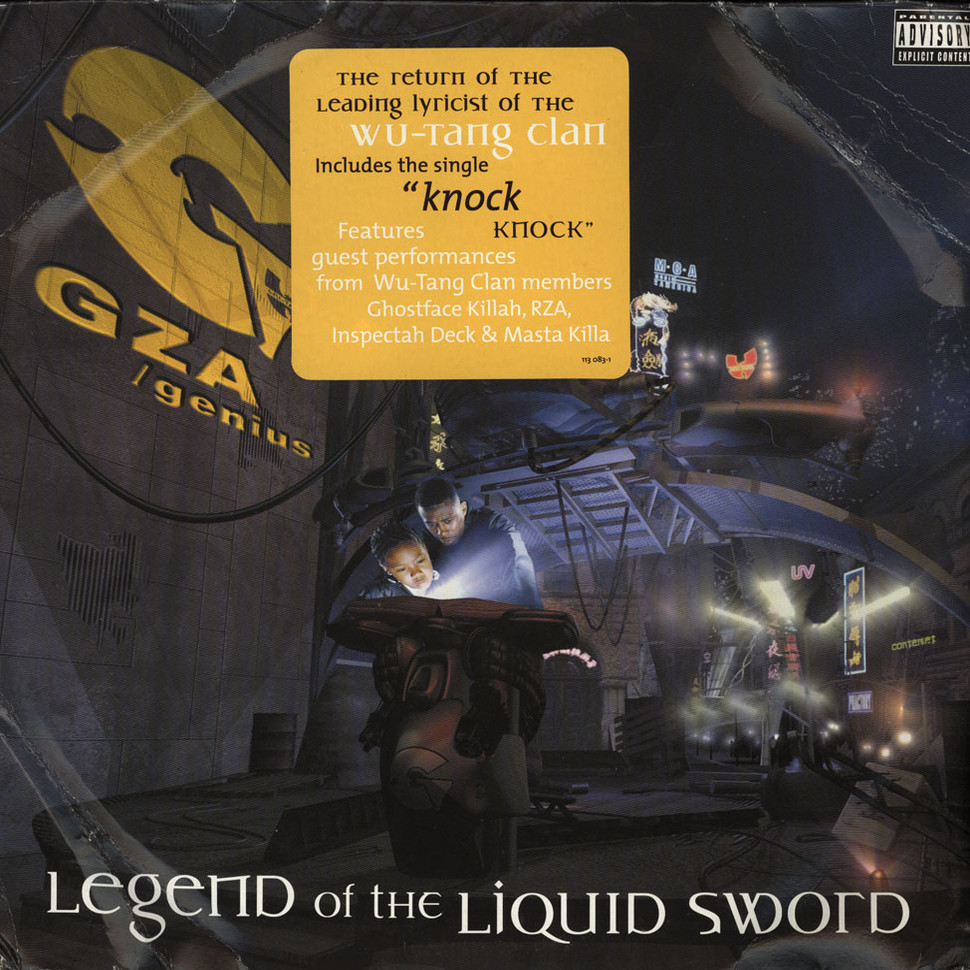 PARENTAL
ADVISORY
EXPLICIT CONTENT
THE return OF THE
LEADING LYRICIST OF THE
WU-TANG CLAN
Includes the single
“knock
KNOCK”
Features
guest performances
from Wu-Tang Clan members
Ghostface Killah, RZA,
Inspectah Deck & Masta Killa
113 083-1
GZA
/genius
M·C·A
LEGEND OF THE LIQUID SWORD